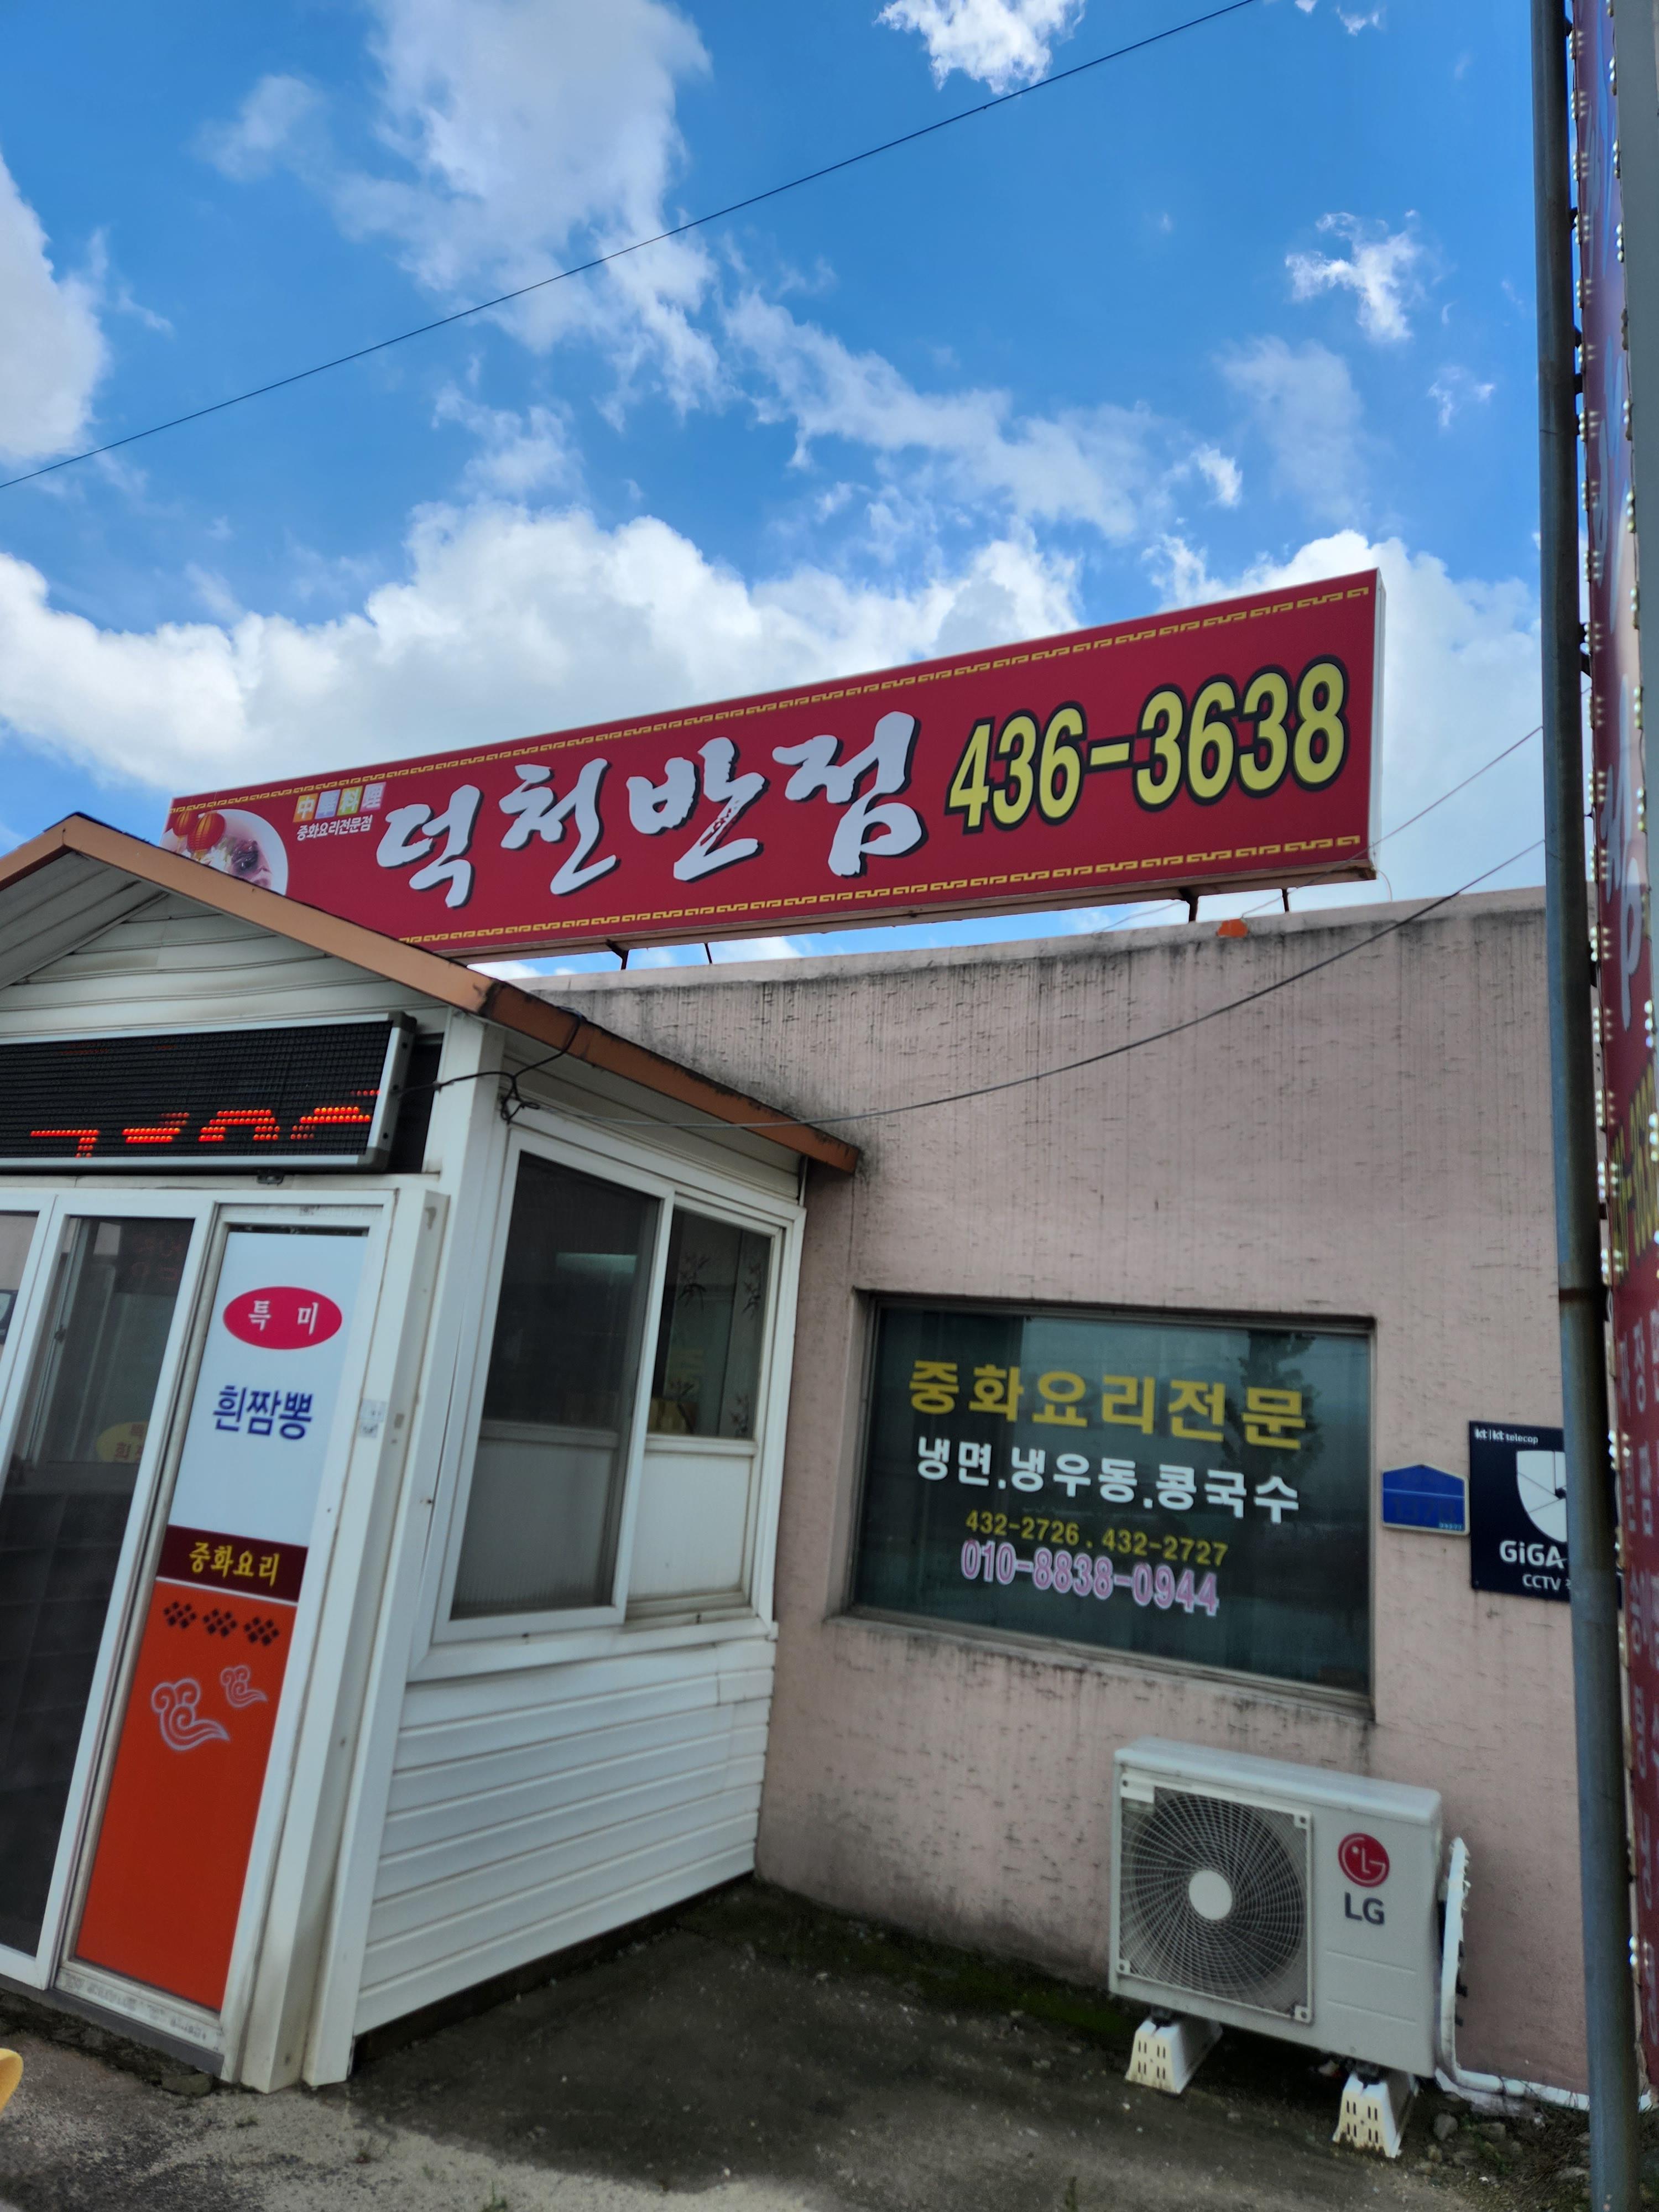 中華料理
중화요리전문점
덕천반점 436-3638
특미
흰짬뽕
중화요리
중화요리전문
냉면.냉우동.콩국수
432-2726 . 432-2727
010-8838-0944
kt | kt telecop
GiGA
CCTV
LG